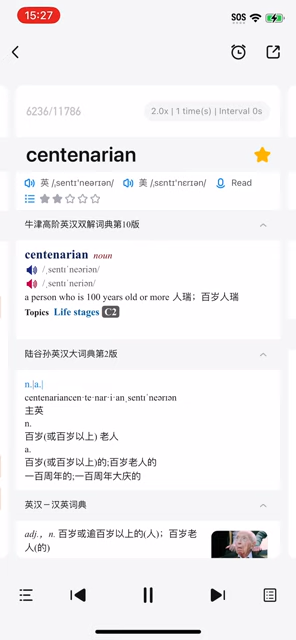 15:27
SOS
6236/11786
2.0x | 1 time(s) | Interval 0s
centenarian
英 /ˌsentɪˈneərɪən/ 美 /ˌsɛntɪˈnɛrɪən/ Read
牛津高阶英汉双解词典第10版
centenarian noun
/ˌsentɪˈneəriən/
/ˌsentɪˈneriən/
a person who is 100 years old or more 人瑞；百岁人瑞
Topics Life stages C2
陆谷孙英汉大词典第2版
n.|a.|
centenariancen·te·nar·i·anˌsentɪˈneərɪən
主英
n.
百岁(或百岁以上) 老人
a.
百岁(或百岁以上)的;百岁老人的
一百周年的;一百周年大庆的
英汉－汉英词典
adj., n. 百岁或逾百岁以上的(人)；百岁老人(的)